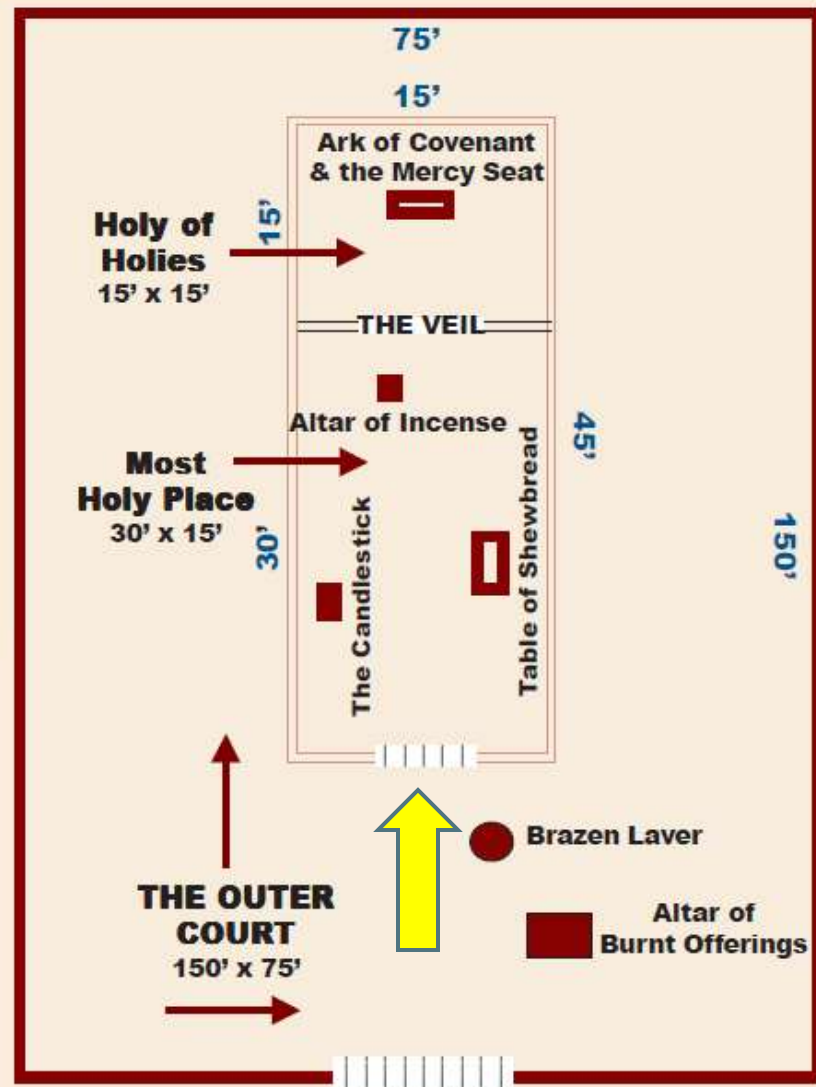 75’
15’
Ark of Covenant
& the Mercy Seat
15’
Holy of
Holies
15’ x 15’
THE VEIL
Altar of Incense
45’
Most
Holy Place
30’ x 15’
30’
The Candlestick
Table of Shewbread
150’
Brazen Laver
THE OUTER
COURT
150’ x 75’
Altar of
Burnt Offerings